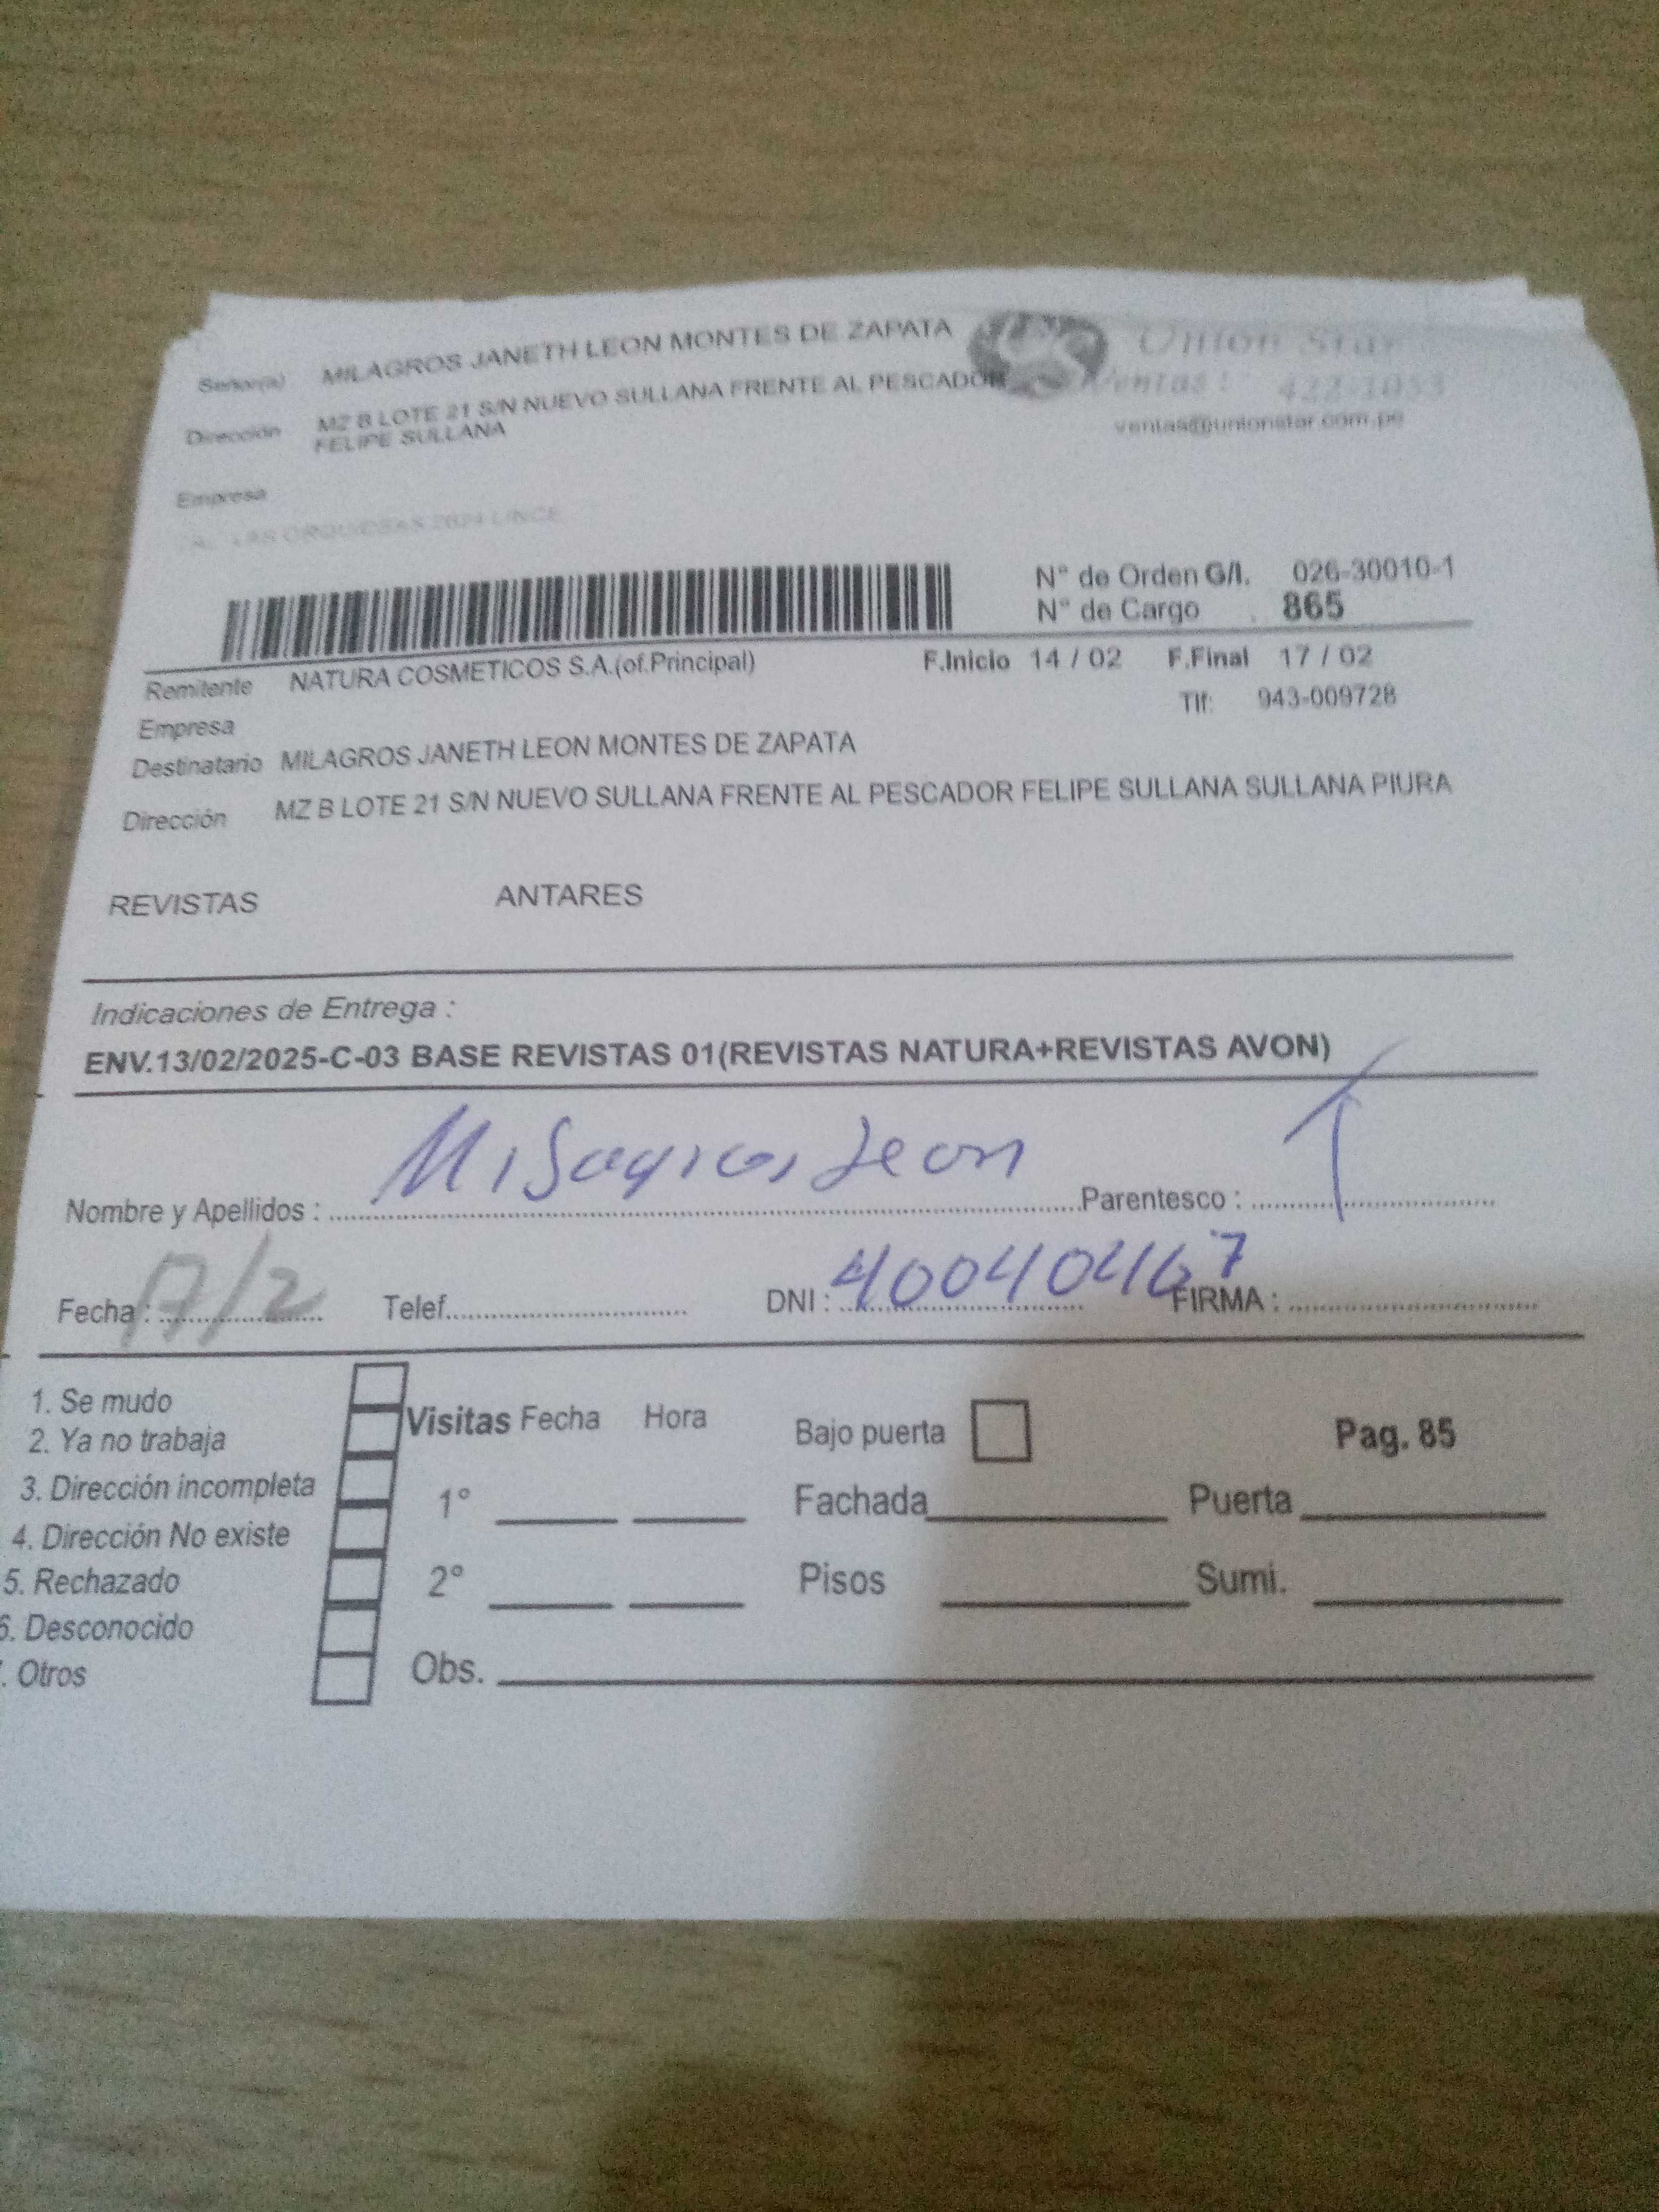 Señor(a) MILAGROS JANETH LEON MONTES DE ZAPATA
Union Star
Dirección MZ B LOTE 21 S/N NUEVO SULLANA FRENTE AL PESCADOR
FELIPE SULLANA
Ventas: 422-1053
ventas@unionstar.com.pe
Empresa
N° de Orden G/I. 026-30010-1
N° de Cargo 865
Remitente NATURA COSMETICOS S.A.(of.Principal) F.Inicio 14 / 02 F.Final 17 / 02
Empresa Tlf: 943-009728
Destinatario MILAGROS JANETH LEON MONTES DE ZAPATA
Dirección MZ B LOTE 21 S/N NUEVO SULLANA FRENTE AL PESCADOR FELIPE SULLANA SULLANA PIURA
REVISTAS ANTARES
Indicaciones de Entrega :
ENV.13/02/2025-C-03 BASE REVISTAS 01(REVISTAS NATURA+REVISTAS AVON)
Nombre y Apellidos : Milagros Leon Parentesco :
Fecha : 17/2 Telef. DNI : 40040467 FIRMA :
1. Se mudo
2. Ya no trabaja
3. Dirección incompleta
4. Dirección No existe
5. Rechazado
6. Desconocido
. Otros
Visitas Fecha Hora Bajo puerta Pag. 85
1° Fachada Puerta
2° Pisos Sumi.
Obs.